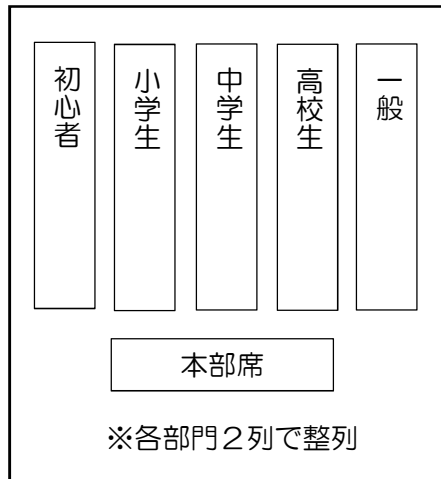 初心者
小学生
中学生
高校生
一般
本部席
※各部門２列で整列